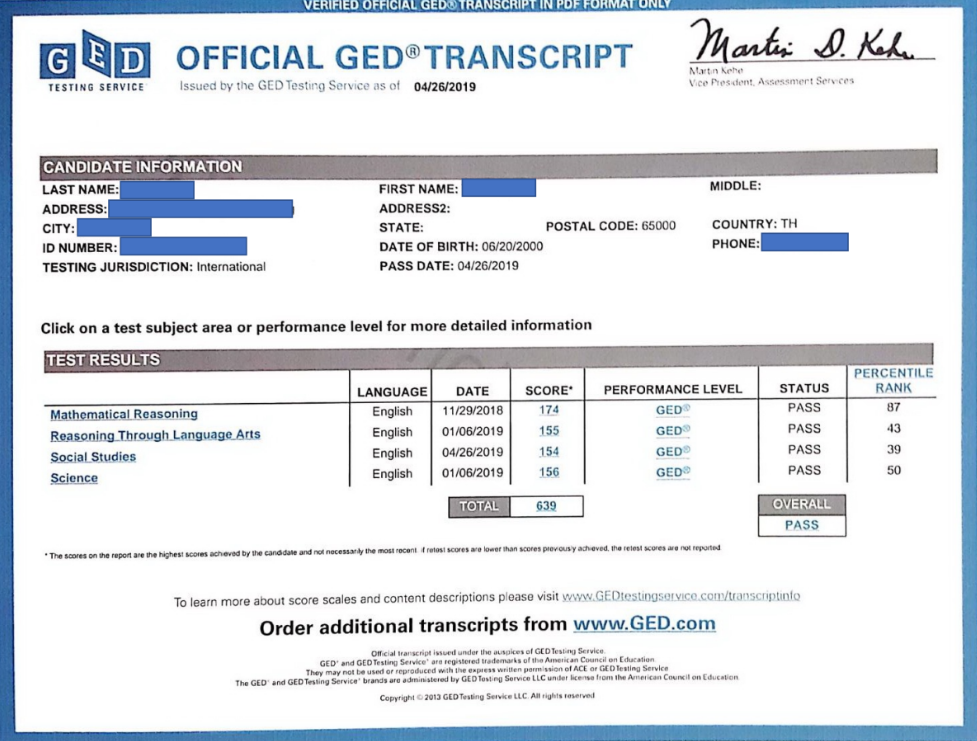 VERIFIED OFFICIAL GED® TRANSCRIPT IN PDF FORMAT ONLY
GED
TESTING SERVICE
OFFICIAL GED® TRANSCRIPT
Issued by the GED Testing Service as of 04/26/2019
Martin D. Kehe
Martin Kehe
Vice President, Assessment Services
CANDIDATE INFORMATION
LAST NAME: FIRST NAME: MIDDLE:
ADDRESS: ADDRESS2:
CITY: STATE: POSTAL CODE: 65000 COUNTRY: TH
ID NUMBER: DATE OF BIRTH: 06/20/2000 PHONE:
TESTING JURISDICTION: International PASS DATE: 04/26/2019
Click on a test subject area or performance level for more detailed information
TEST RESULTS
LANGUAGE DATE SCORE* PERFORMANCE LEVEL STATUS PERCENTILE RANK
Mathematical Reasoning English 11/29/2018 174 GED® PASS 87
Reasoning Through Language Arts English 01/06/2019 155 GED® PASS 43
Social Studies English 04/26/2019 154 GED® PASS 39
Science English 01/06/2019 156 GED® PASS 50
TOTAL 639 OVERALL
PASS
* The scores on the report are the highest scores achieved by the candidate and not necessarily the most recent. if retest scores are lower than scores previously achieved, the retest scores are not reported
To learn more about score scales and content descriptions please visit www.GEDtestingservice.com/transcriptinfo
Order additional transcripts from www.GED.com
Official transcript issued under the auspices of GED Testing Service.
GED® and GED Testing Service® are registered trademarks of the American Council on Education.
They may not be used or reproduced with the express written permission of ACE or GED Testing Service
The GED® and GED Testing Service® brands are administered by GED Testing Service LLC under license from the American Council on Education.
Copyright © 2013 GED Testing Service LLC. All rights reserved